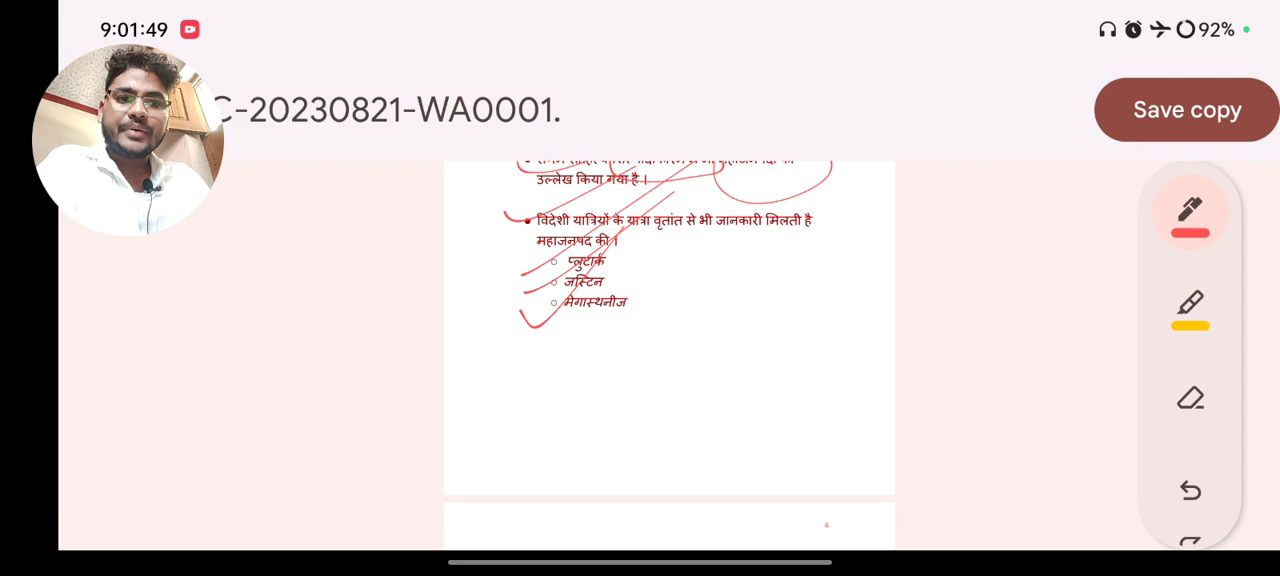 9:01:49
92%
C-20230821-WA0001.
Save copy
उल्लेख किया गया है ।
• विदेशी यात्रियों के यात्रा वृतांत से भी जानकारी मिलती है
महाजनपद की ।
○ प्लुटार्क
○ जस्टिन
○ मेगास्थनीज
4